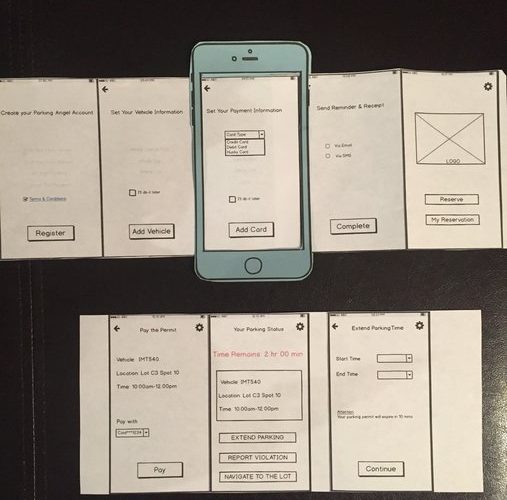 Create your Parking Angel Account
Terms & Conditions
Register
Set Your Vehicle Information
I'll do it later
Add Vehicle
Set Your Payment Information
Card Type
Credit Card
Debit Card
Husky Card
I'll do it later
Add Card
Send Reminder & Receipt
Via Email
Via SMS
Complete
LOGO
Reserve
My Reservation
Pay the Permit
Vehicle: IMT540
Location: Lot C3 Spot 10
Time: 10:00am-12:00pm
Pay with
Pay
Your Parking Status
Time Remains: 2 hr 00 min
Vehicle: IMT540
Location: Lot C3 Spot 10
Time: 10:00am-12:00pm
EXTEND PARKING
REPORT VIOLATION
NAVIGATE TO THE LOT
Extend Parking Time
Start Time
End Time
Attention:
Your parking permit will expire in 10 mins
Continue